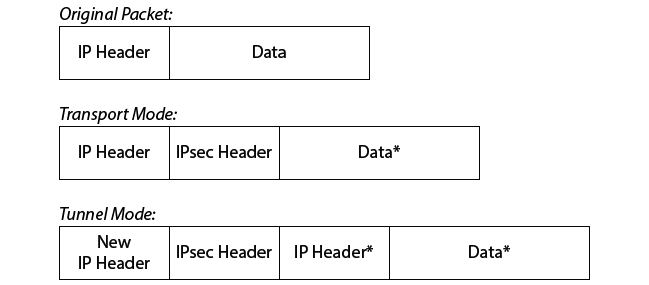 Original Packet:
IP Header Data
Transport Mode:
IP Header IPsec Header Data*
Tunnel Mode:
New
IP Header IPsec Header IP Header* Data*